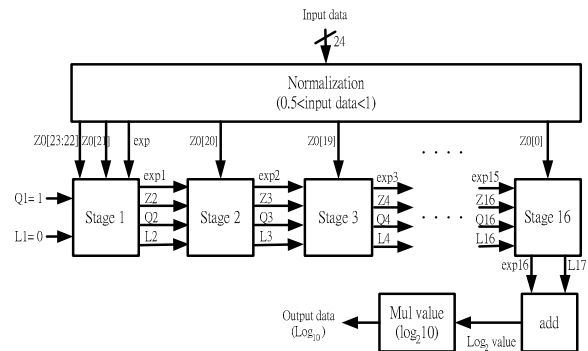 Input data
24
Normalization
(0.5<input data<1)
Z0[23:22] Z0[21] exp Z0[20] Z0[19] Z0[0]
. . . .
exp1 exp2 exp3 exp15
Q1= 1 Z2 Z3 Z4 Z16
Stage 1 Stage 2 Stage 3 Stage 16
Q2 Q3 Q4 . . . . Q16
L1= 0 L2 L3 L4 L16
exp16 L17
Output data
(Log10)
Mul value
(log210)
Log2 value
add